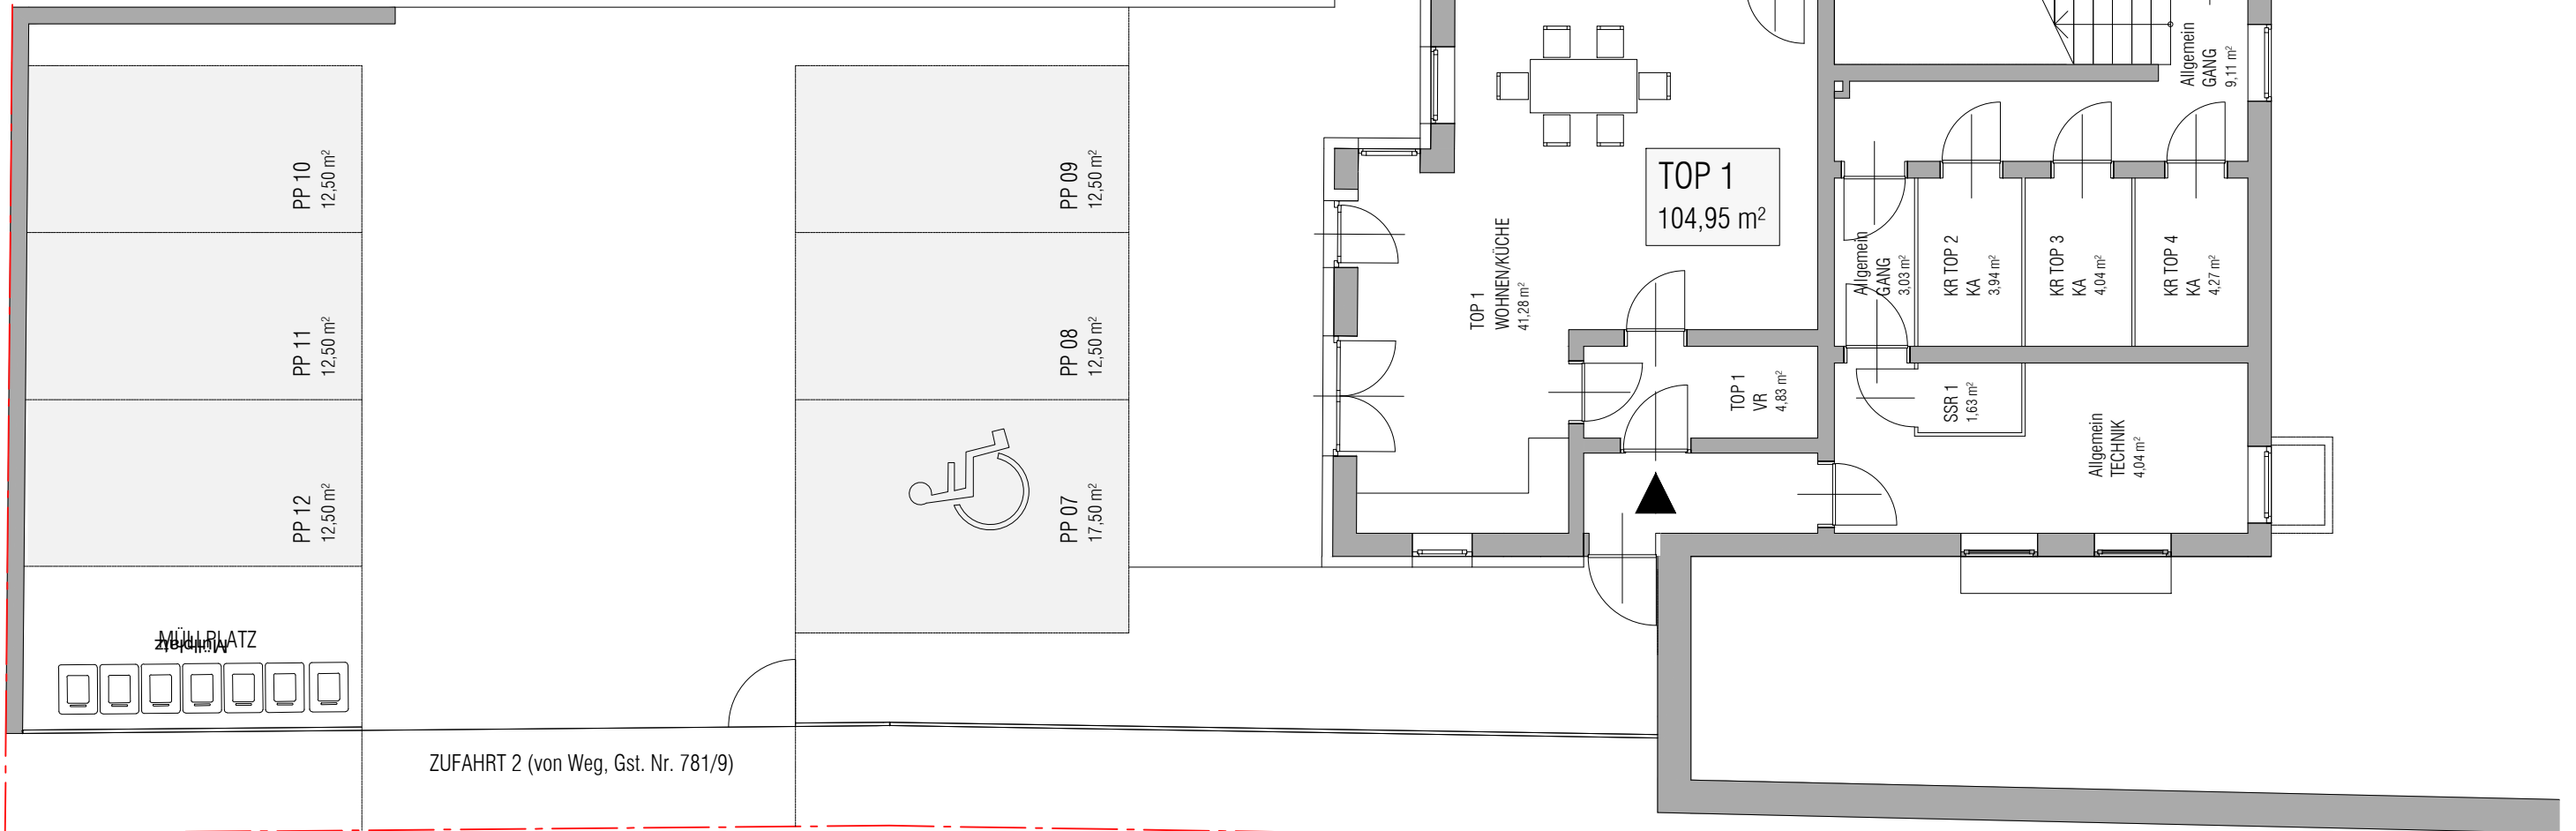 PP 10
12,50 m²
PP 11
12,50 m²
PP 12
12,50 m²
MÜLLPLATZ
Müllplatz
PP 09
12,50 m²
PP 08
12,50 m²
PP 07
17,50 m²
ZUFAHRT 2 (von Weg, Gst. Nr. 781/9)
TOP 1
104,95 m²
TOP 1
WOHNEN/KÜCHE
41,28 m²
TOP 1
VR
4,83 m²
Allgemein
GANG
9,11 m²
Allgemein
GANG
3,03 m²
KR TOP 2
KA
3,94 m²
KR TOP 3
KA
4,04 m²
KR TOP 4
KA
4,27 m²
SSR 1
1,63 m²
Allgemein
TECHNIK
4,04 m²